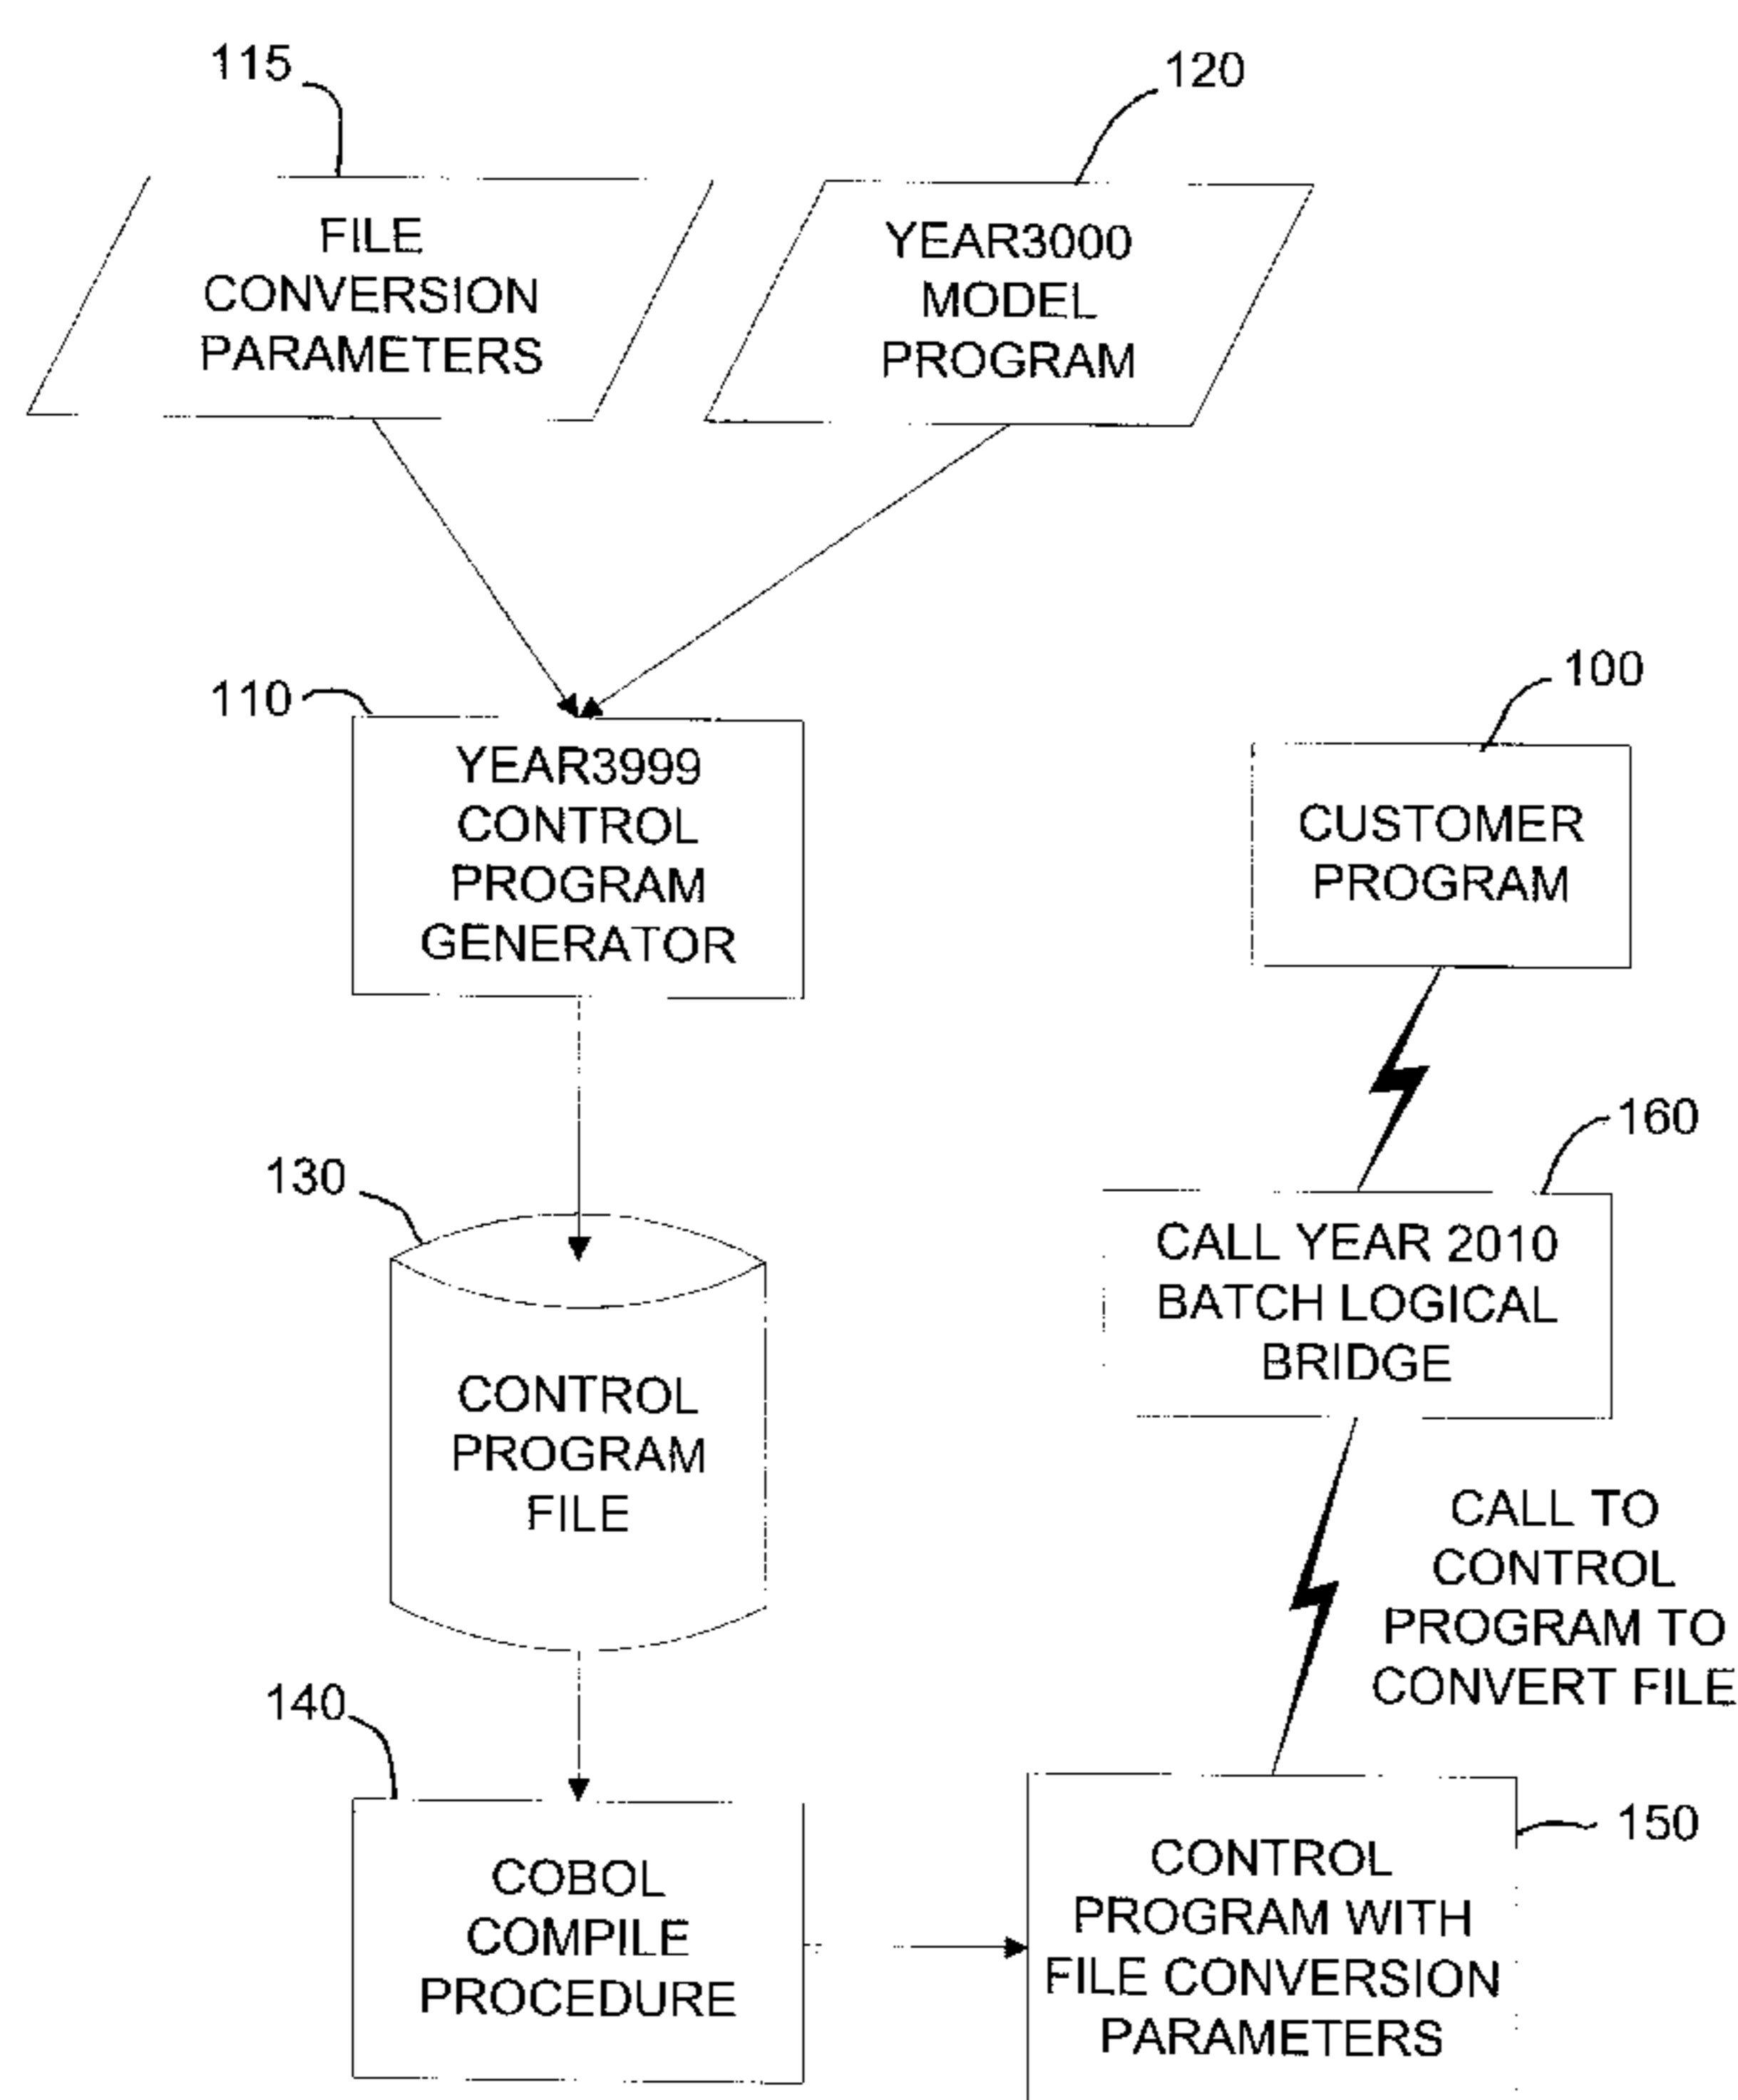 115
120
FILE
CONVERSION
PARAMETERS
YEAR3000
MODEL
PROGRAM
110
YEAR3999
CONTROL
PROGRAM
GENERATOR
100
CUSTOMER
PROGRAM
160
CALL YEAR 2010
BATCH LOGICAL
BRIDGE
130
CONTROL
PROGRAM
FILE
CALL TO
CONTROL
PROGRAM TO
CONVERT FILE
140
COBOL
COMPILE
PROCEDURE
150
CONTROL
PROGRAM WITH
FILE CONVERSION
PARAMETERS